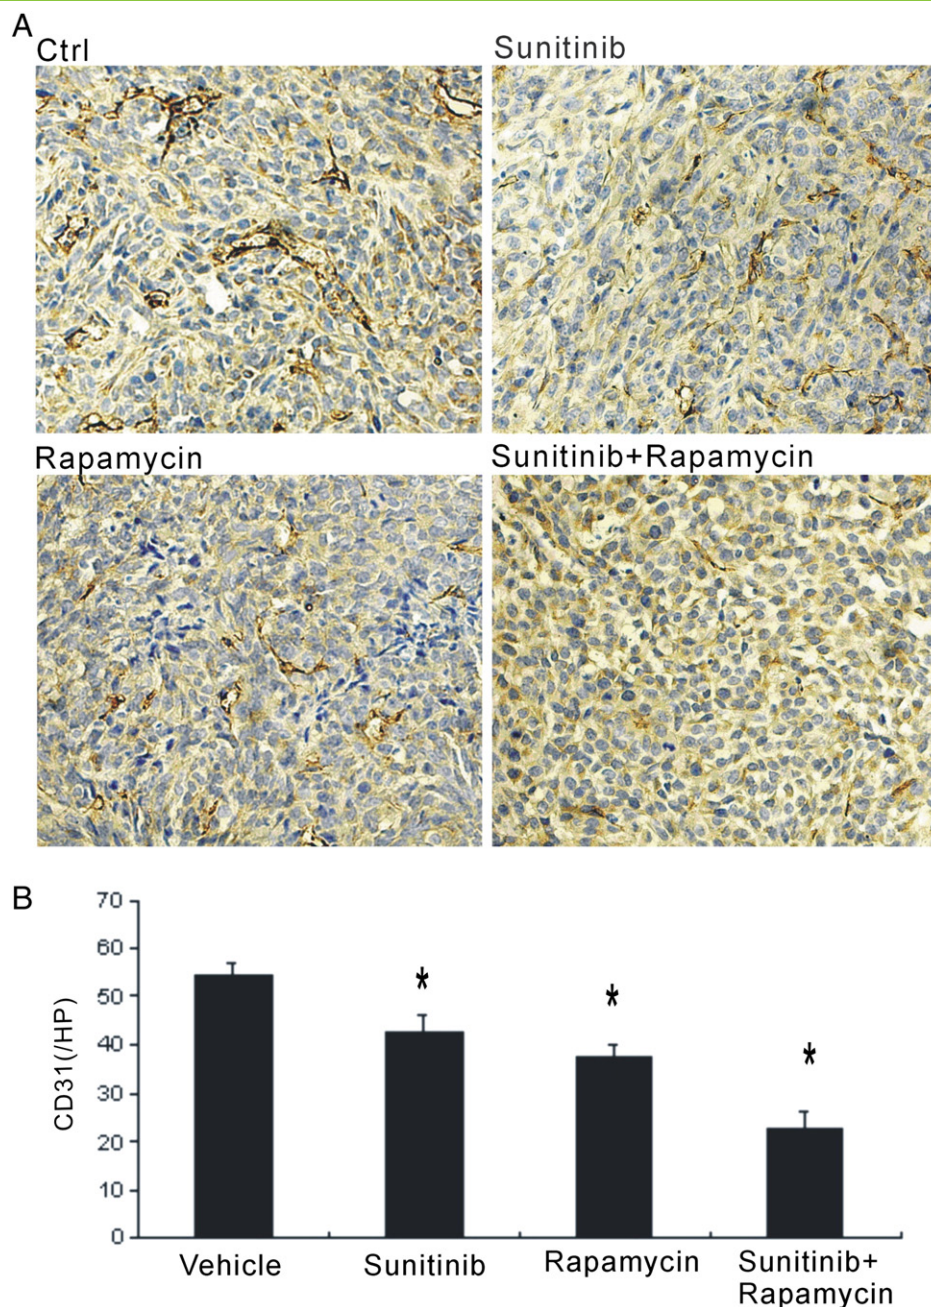 A
Ctrl
Sunitinib
Rapamycin
Sunitinib+Rapamycin
B
70
60
50
40
30
20
10
0
CD31(/HP)
*
*
*
Vehicle
Sunitinib
Rapamycin
Sunitinib+
Rapamycin